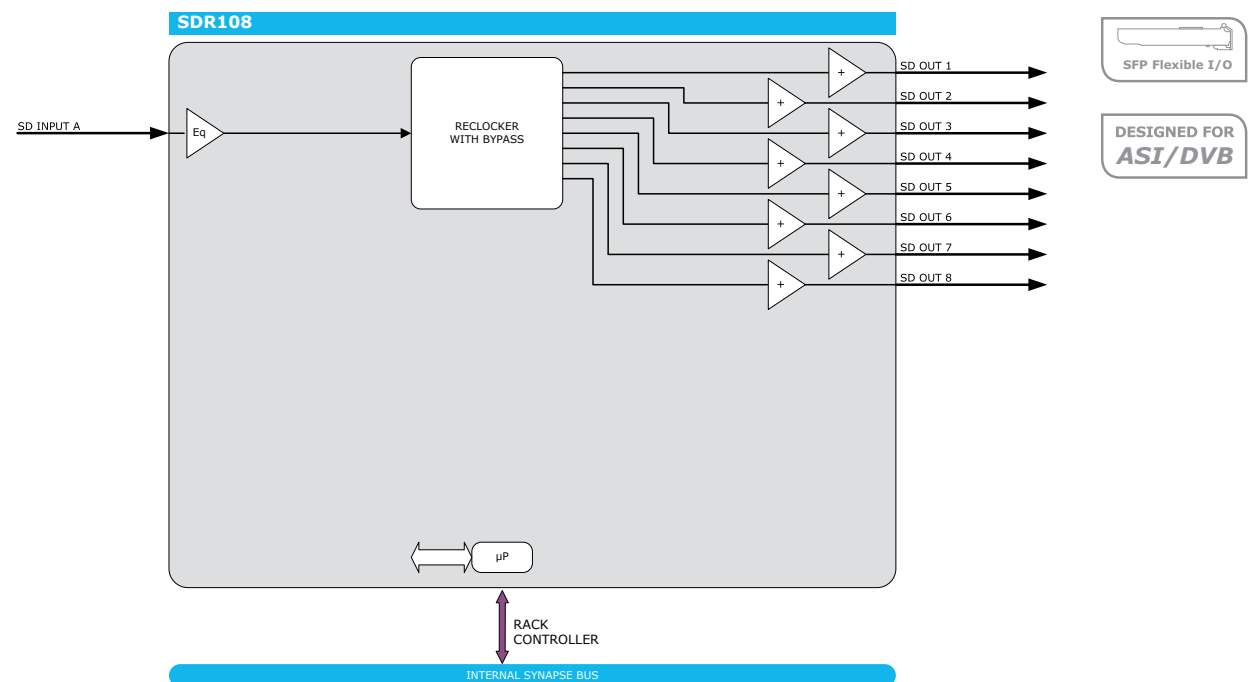 SDR108
SD INPUT A
Eq
RECLOCKER
WITH BYPASS
+
SD OUT 1
+
SD OUT 2
+
SD OUT 3
+
SD OUT 4
+
SD OUT 5
+
SD OUT 6
+
SD OUT 7
+
SD OUT 8
SFP Flexible I/O
DESIGNED FOR
ASI/DVB
µP
RACK
CONTROLLER
INTERNAL SYNAPSE BUS